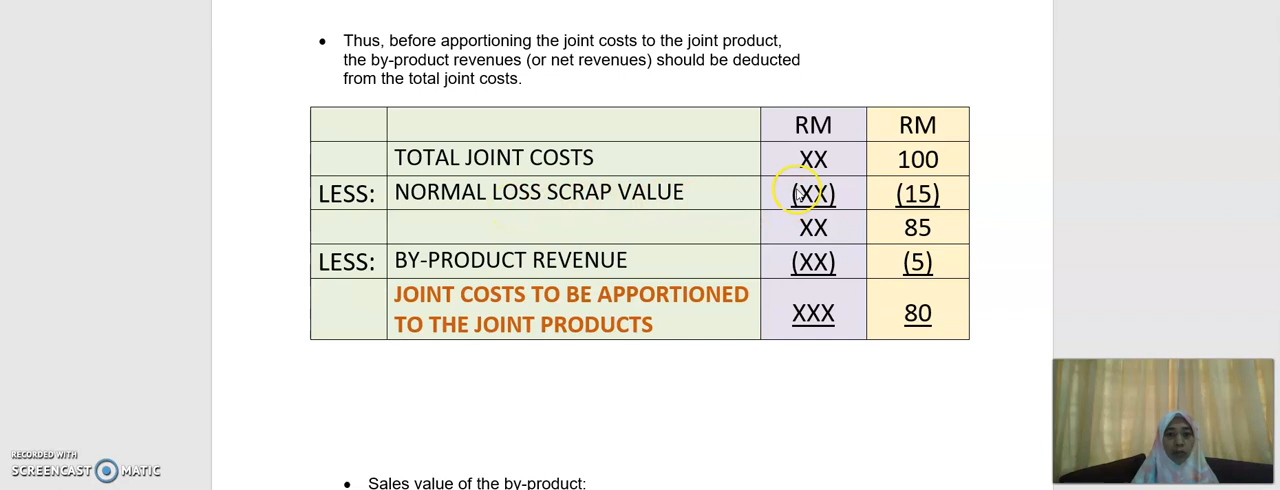 • Thus, before apportioning the joint costs to the joint product,
the by-product revenues (or net revenues) should be deducted
from the total joint costs.
RM RM
TOTAL JOINT COSTS XX 100
LESS: NORMAL LOSS SCRAP VALUE (XX) (15)
XX 85
LESS: BY-PRODUCT REVENUE (XX) (5)
JOINT COSTS TO BE APPORTIONED
TO THE JOINT PRODUCTS XXX 80
• Sales value of the by-product:
RECORDED WITH
SCREENCAST MATIC